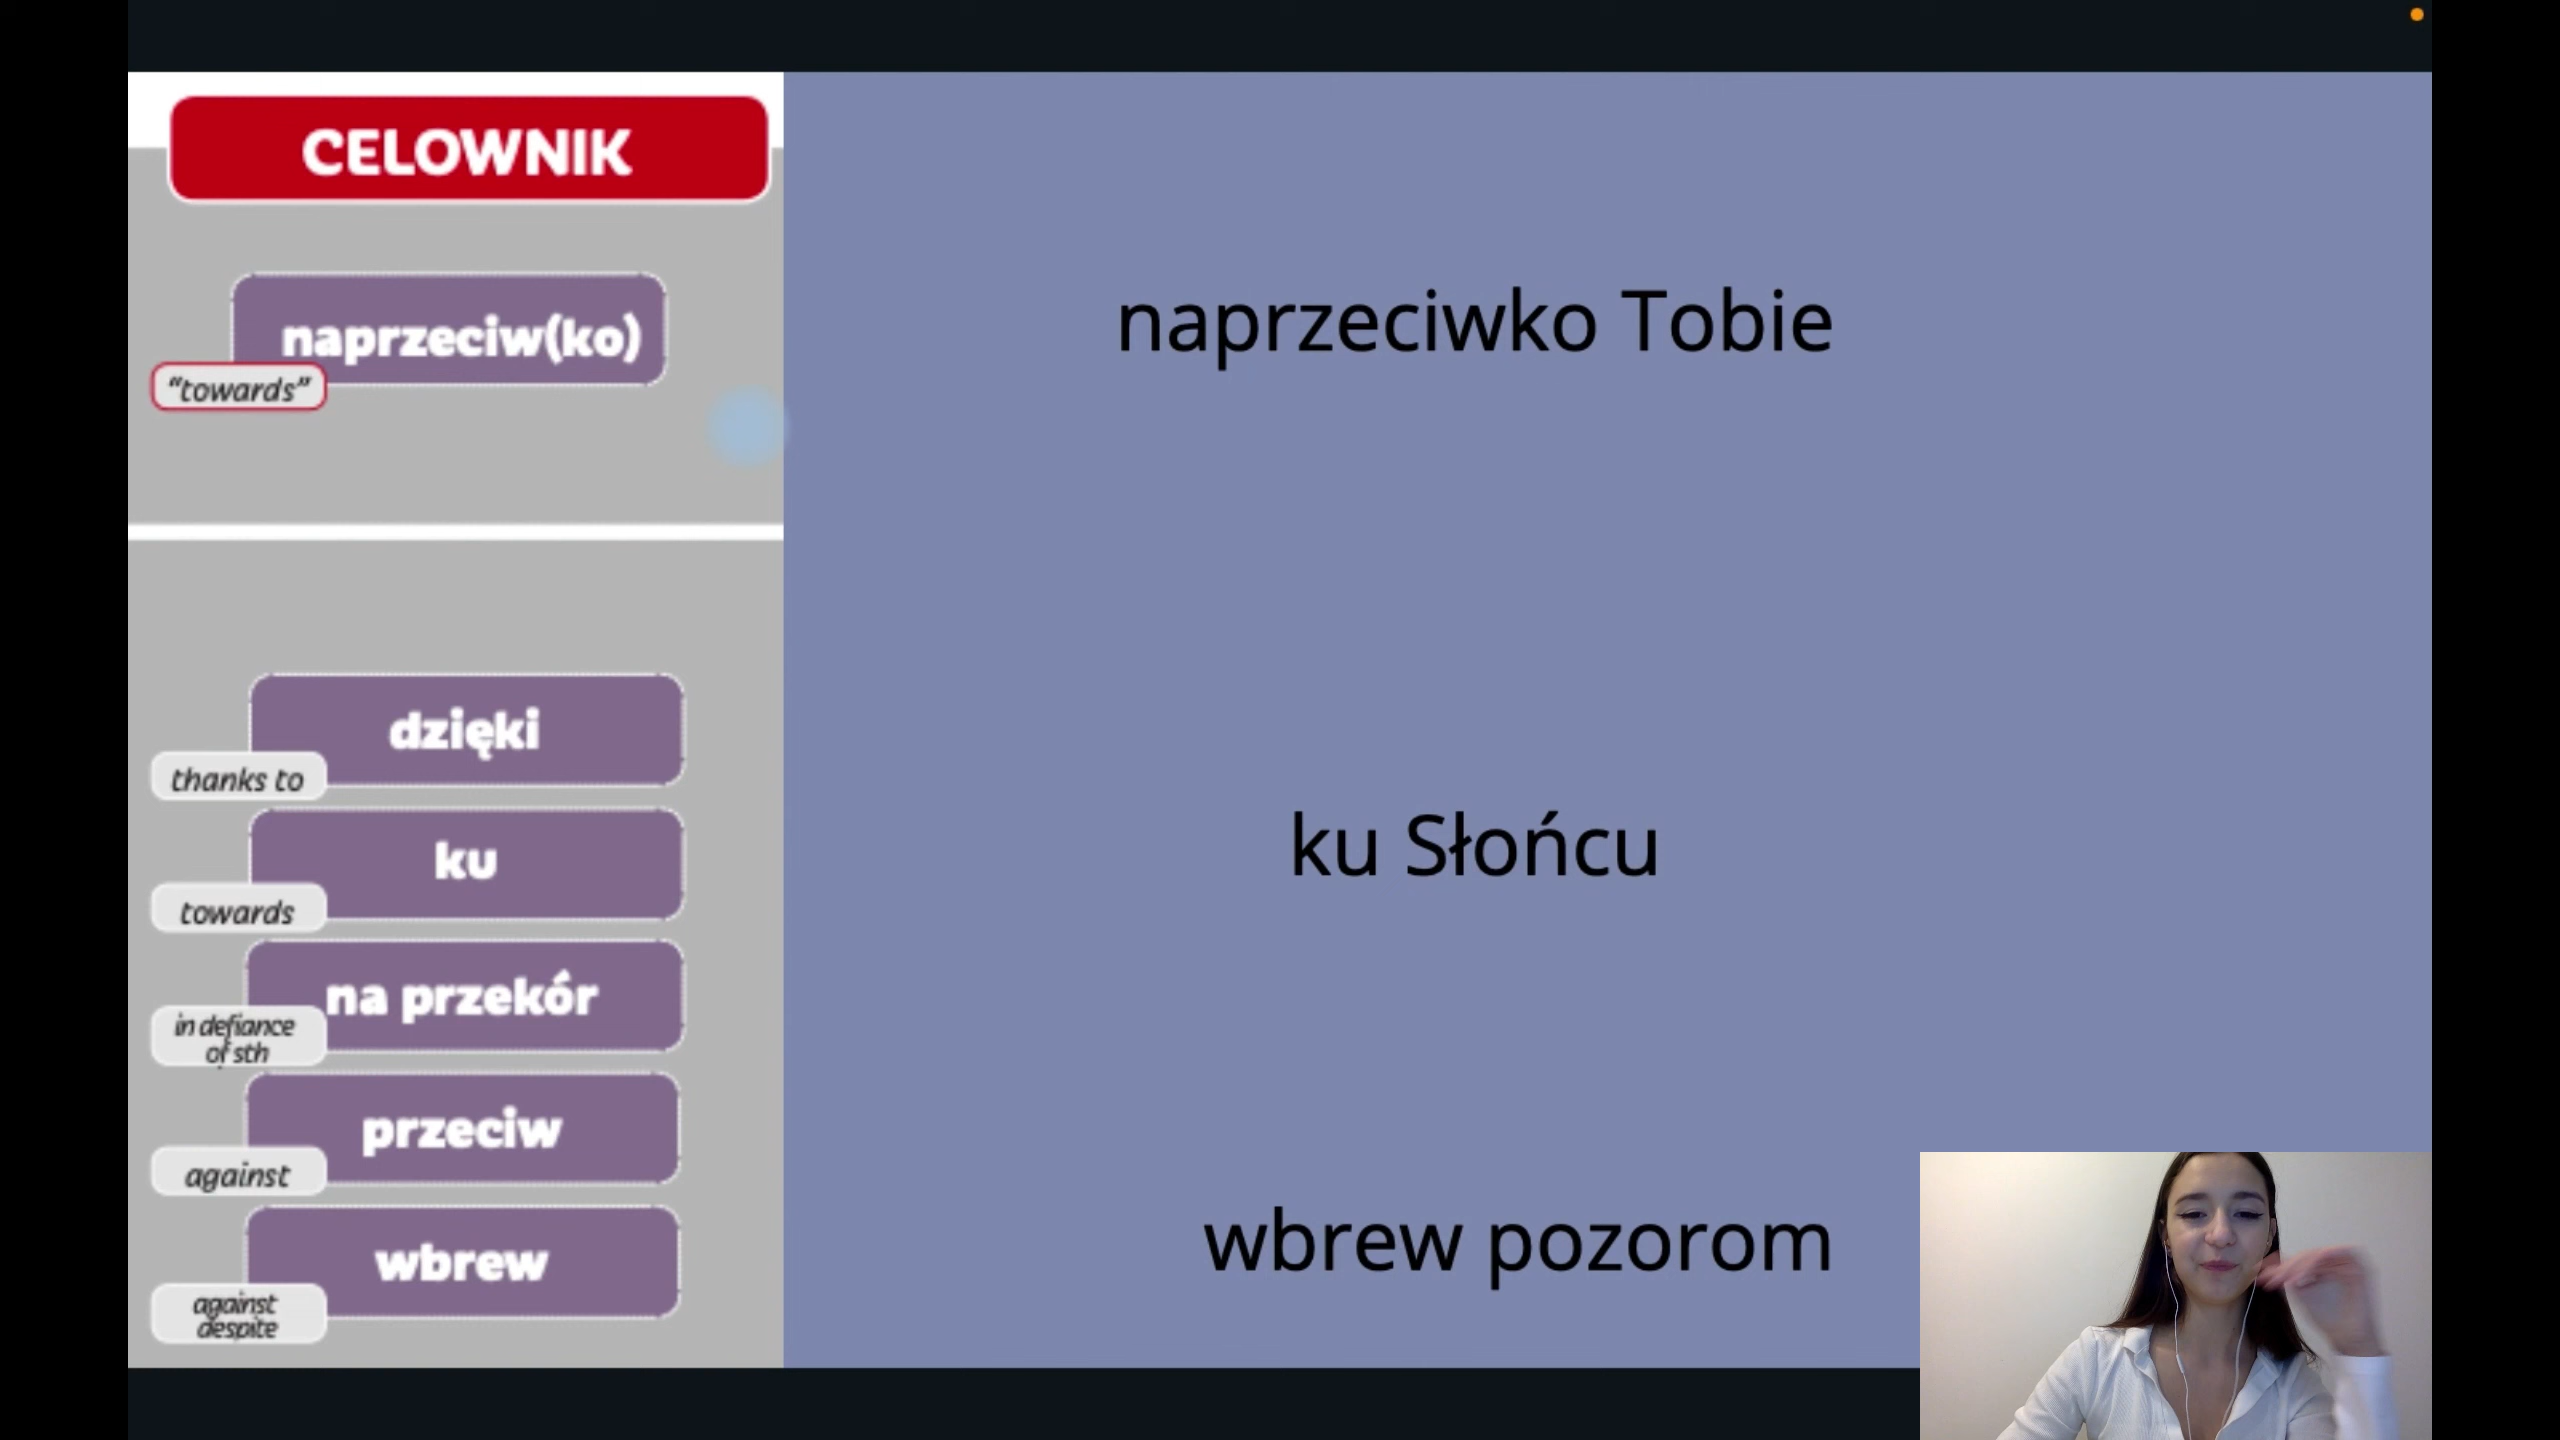 CELOWNIK
naprzeciw(ko)
"towards"
dzięki
thanks to
ku
towards
na przekór
in defiance
of sth
przeciw
against
wbrew
against
despite
naprzeciwko Tobie
ku Słońcu
wbrew pozorom